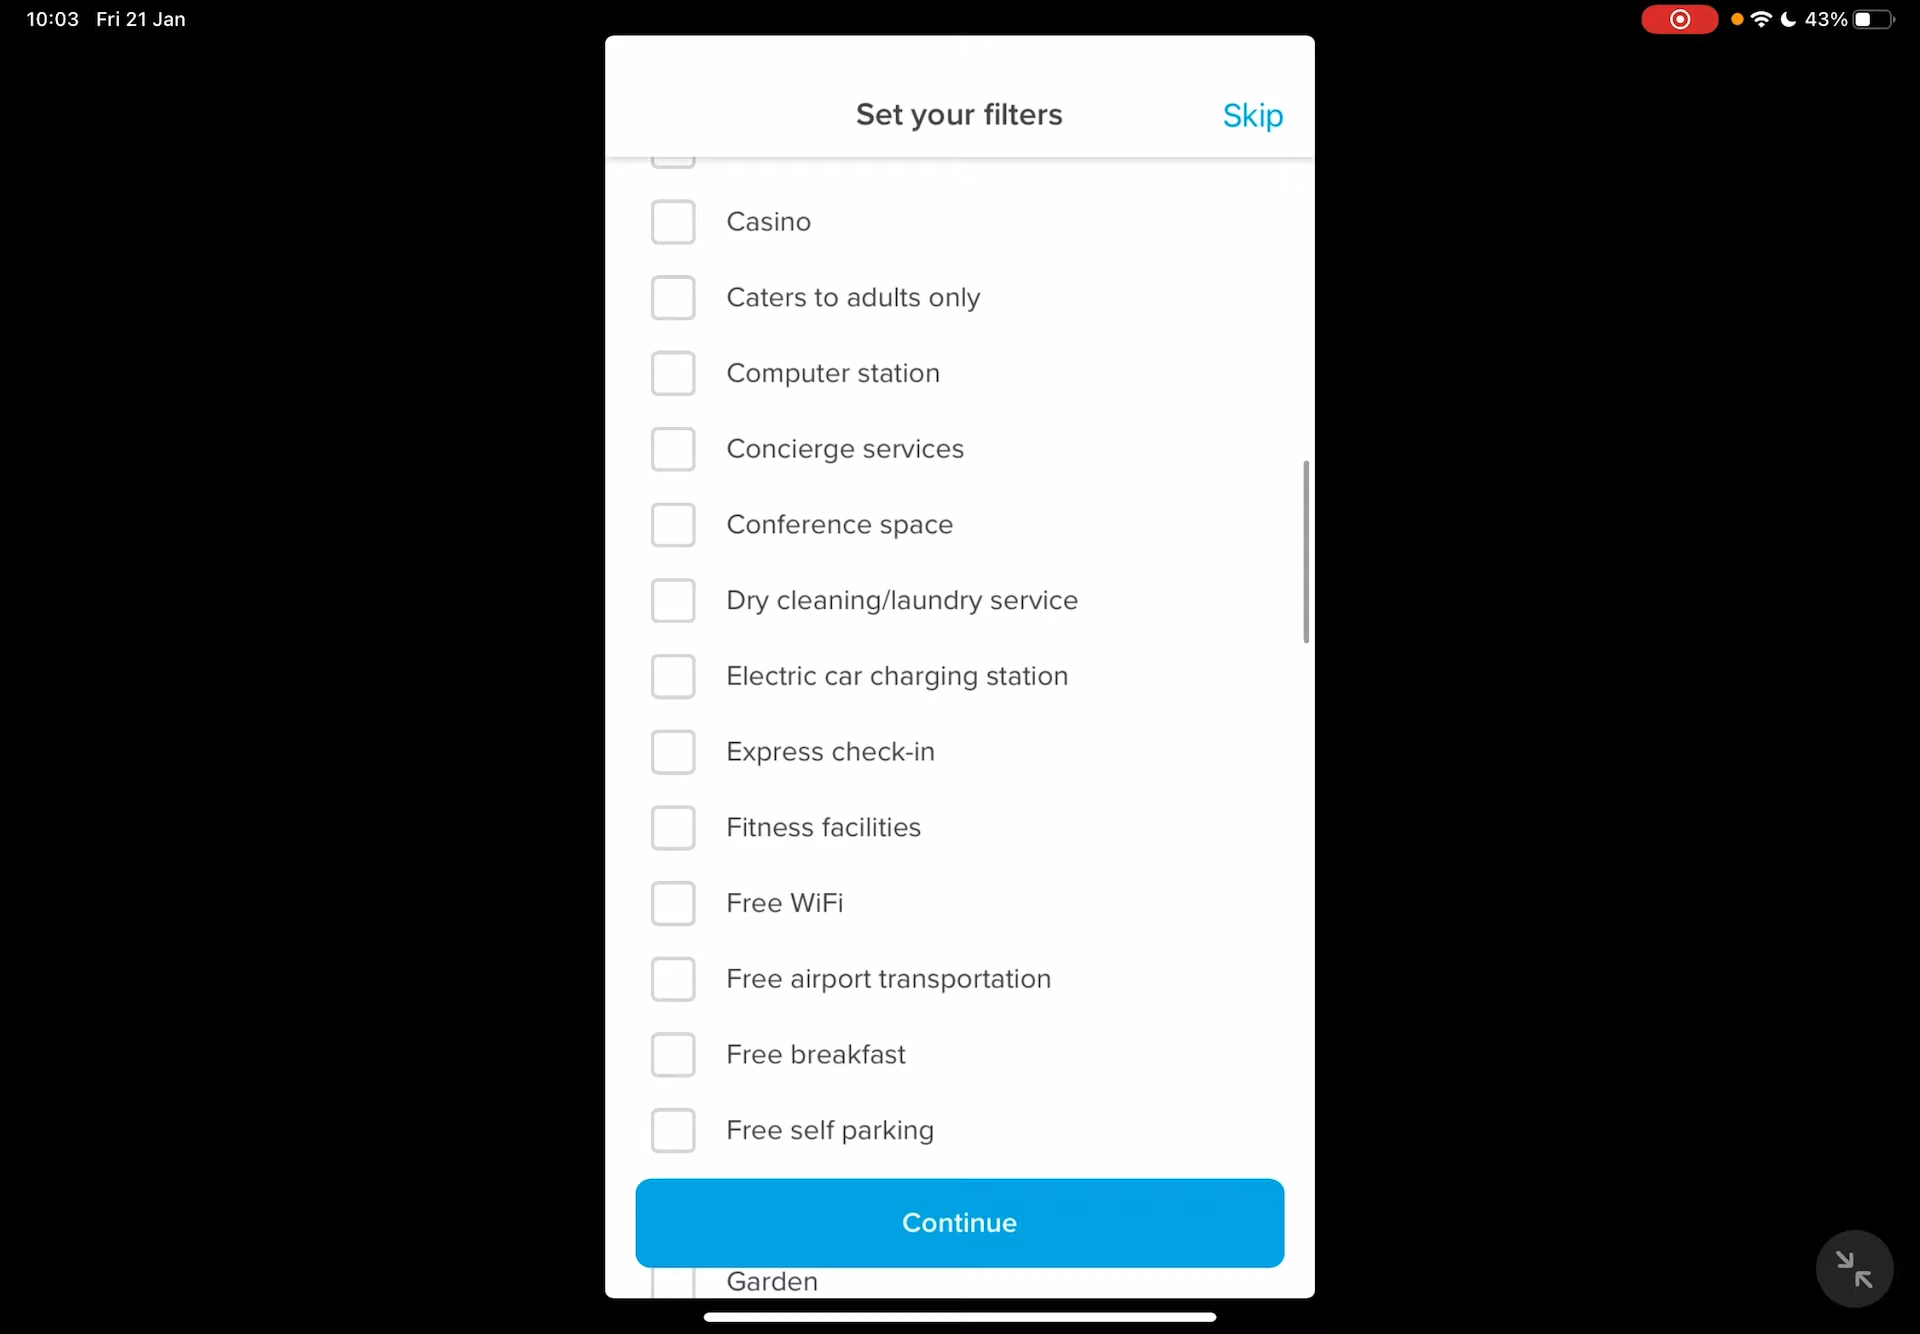 10:03 Fri 21 Jan
43%
Set your filters
Skip
Casino
Caters to adults only
Computer station
Concierge services
Conference space
Dry cleaning/laundry service
Electric car charging station
Express check-in
Fitness facilities
Free WiFi
Free airport transportation
Free breakfast
Free self parking
Continue
Garden